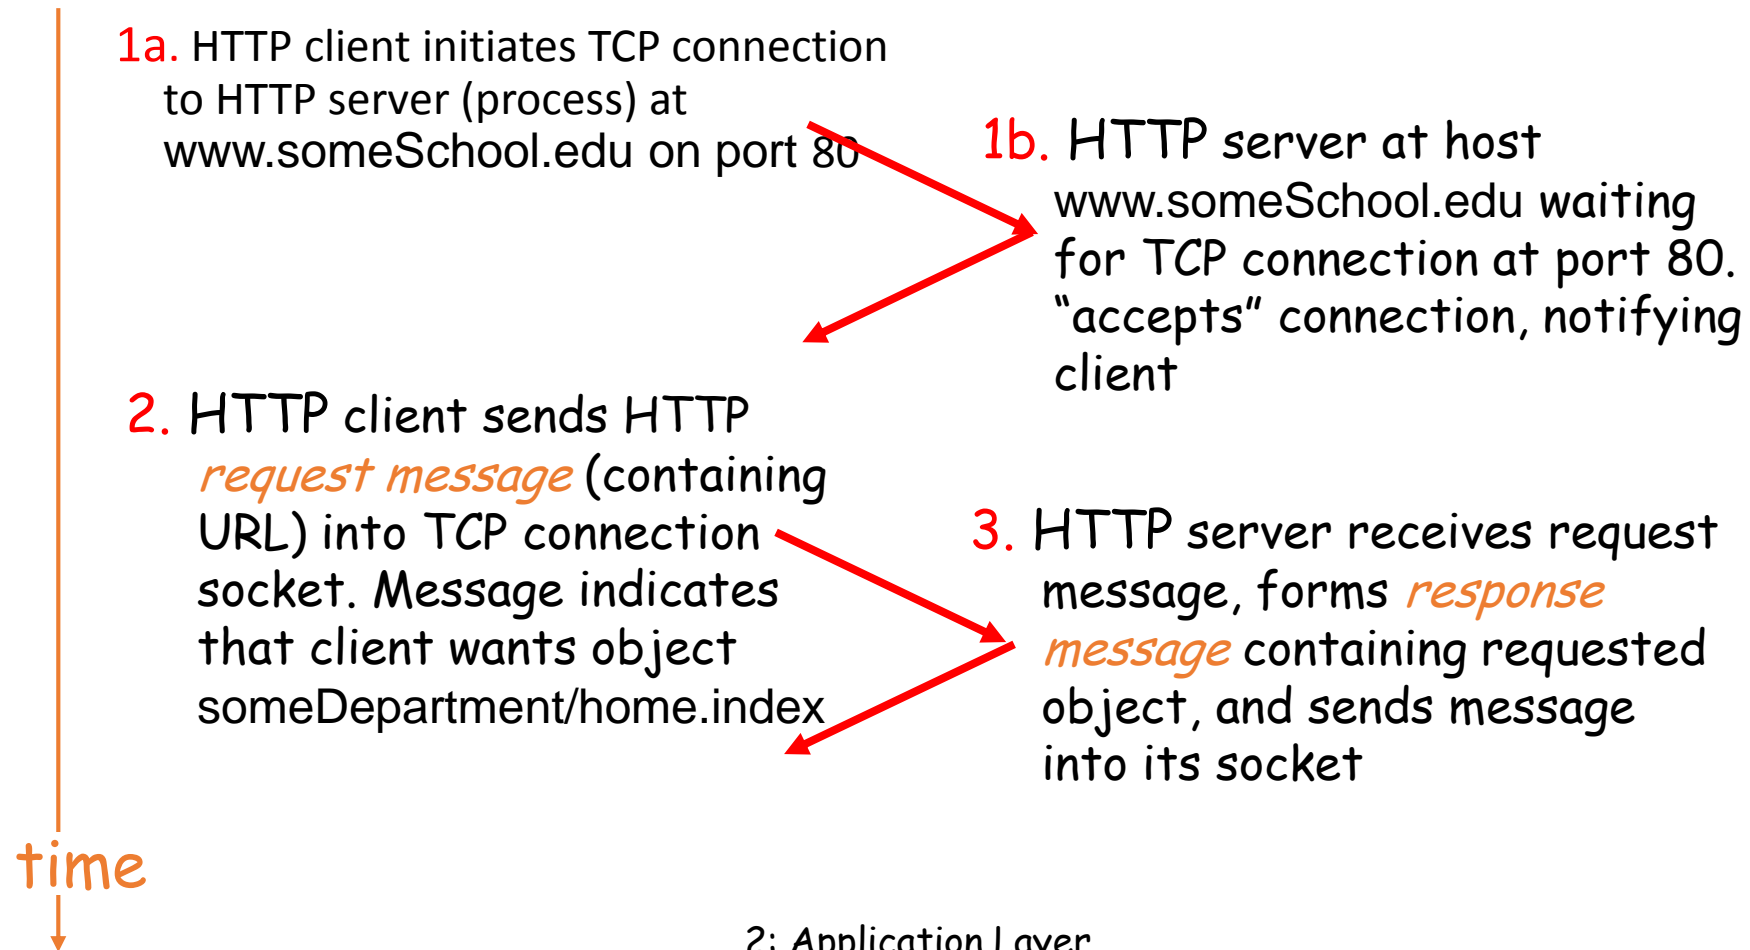 1a. HTTP client initiates TCP connection
to HTTP server (process) at
www.someSchool.edu on port 80
1b. HTTP server at host
www.someSchool.edu waiting
for TCP connection at port 80.
“accepts” connection, notifying
client
2. HTTP client sends HTTP
request message (containing
URL) into TCP connection
socket. Message indicates
that client wants object
someDepartment/home.index
3. HTTP server receives request
message, forms response
message containing requested
object, and sends message
into its socket
time
2: Application Layer